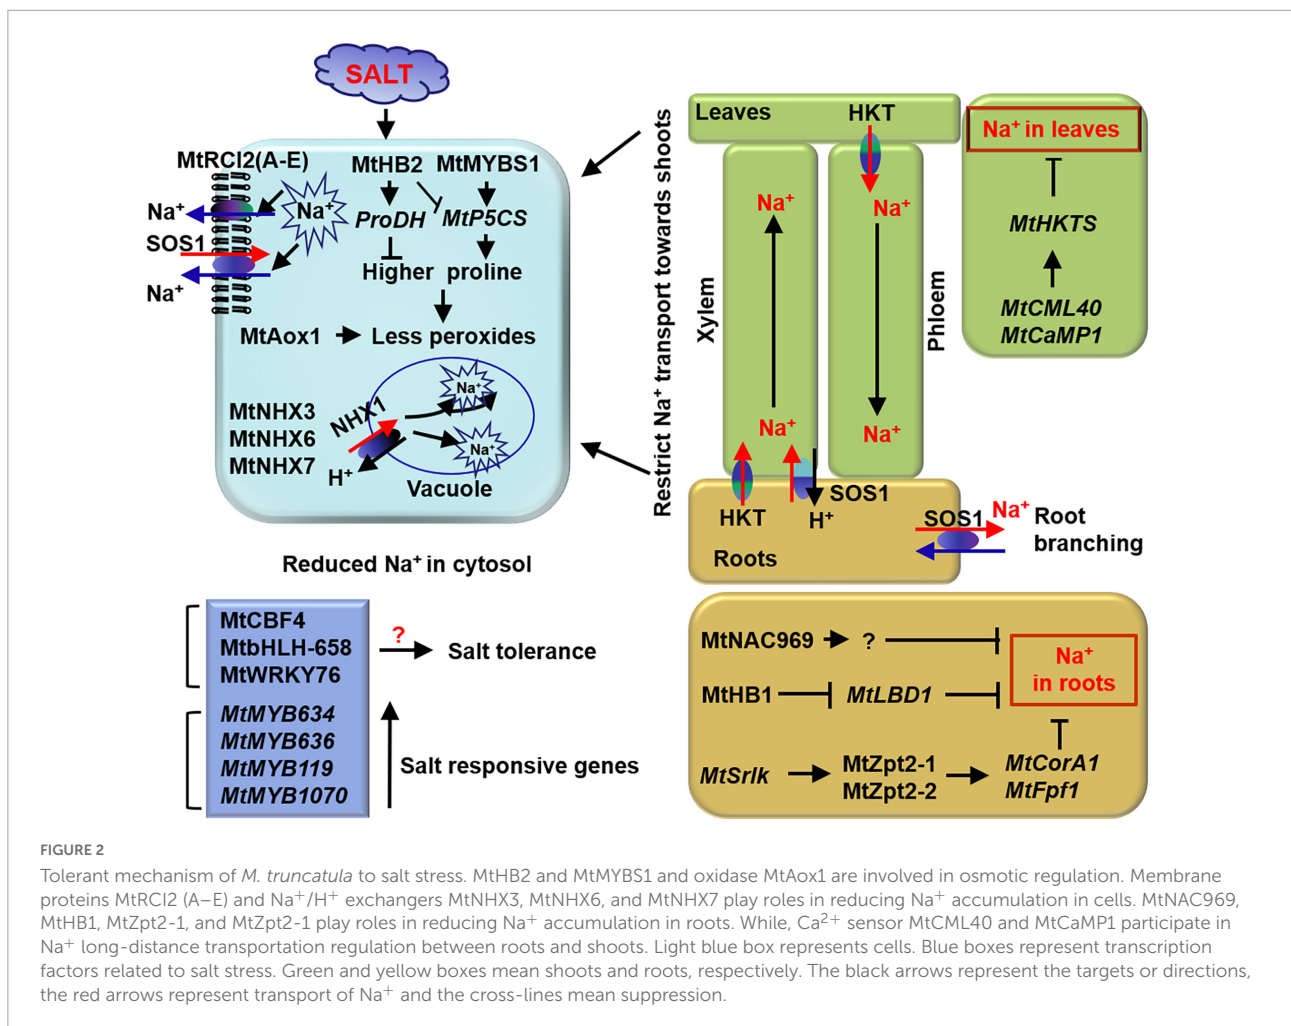 SALT
MtRCI2(A-E)
MtHB2
MtMYBS1
Na⁺
Na⁺
ProDH
MtP5CS
SOS1
Higher proline
Na⁺
MtAox1
Less peroxides
MtNHX3
MtNHX6
MtNHX7
NHX1
Na⁺
Na⁺
H⁺
Vacuole
Reduced Na⁺ in cytosol
Restrict Na⁺ transport towards shoots
Leaves
HKT
Xylem
Na⁺
Na⁺
Na⁺
Na⁺
Phloem
HKT
H⁺
SOS1
Roots
SOS1
Na⁺
Root
branching
Na⁺ in leaves
MtHKTS
MtCML40
MtCaMP1
MtCBF4
MtbHLH-658
MtWRKY76
?
Salt tolerance
MtMYB634
MtMYB636
MtMYB119
MtMYB1070
Salt responsive genes
MtNAC969
?
Na⁺
in roots
MtHB1
MtLBD1
MtSrlk
MtZpt2-1
MtZpt2-2
MtCorA1
MtFpf1
FIGURE 2
Tolerant mechanism of M. truncatula to salt stress. MtHB2 and MtMYBS1 and oxidase MtAox1 are involved in osmotic regulation. Membrane
proteins MtRCI2 (A–E) and Na⁺/H⁺ exchangers MtNHX3, MtNHX6, and MtNHX7 play roles in reducing Na⁺ accumulation in cells. MtNAC969,
MtHB1, MtZpt2-1, and MtZpt2-1 play roles in reducing Na⁺ accumulation in roots. While, Ca²⁺ sensor MtCML40 and MtCaMP1 participate in
Na⁺ long-distance transportation regulation between roots and shoots. Light blue box represents cells. Blue boxes represent transcription
factors related to salt stress. Green and yellow boxes mean shoots and roots, respectively. The black arrows represent the targets or directions,
the red arrows represent transport of Na⁺ and the cross-lines mean suppression.